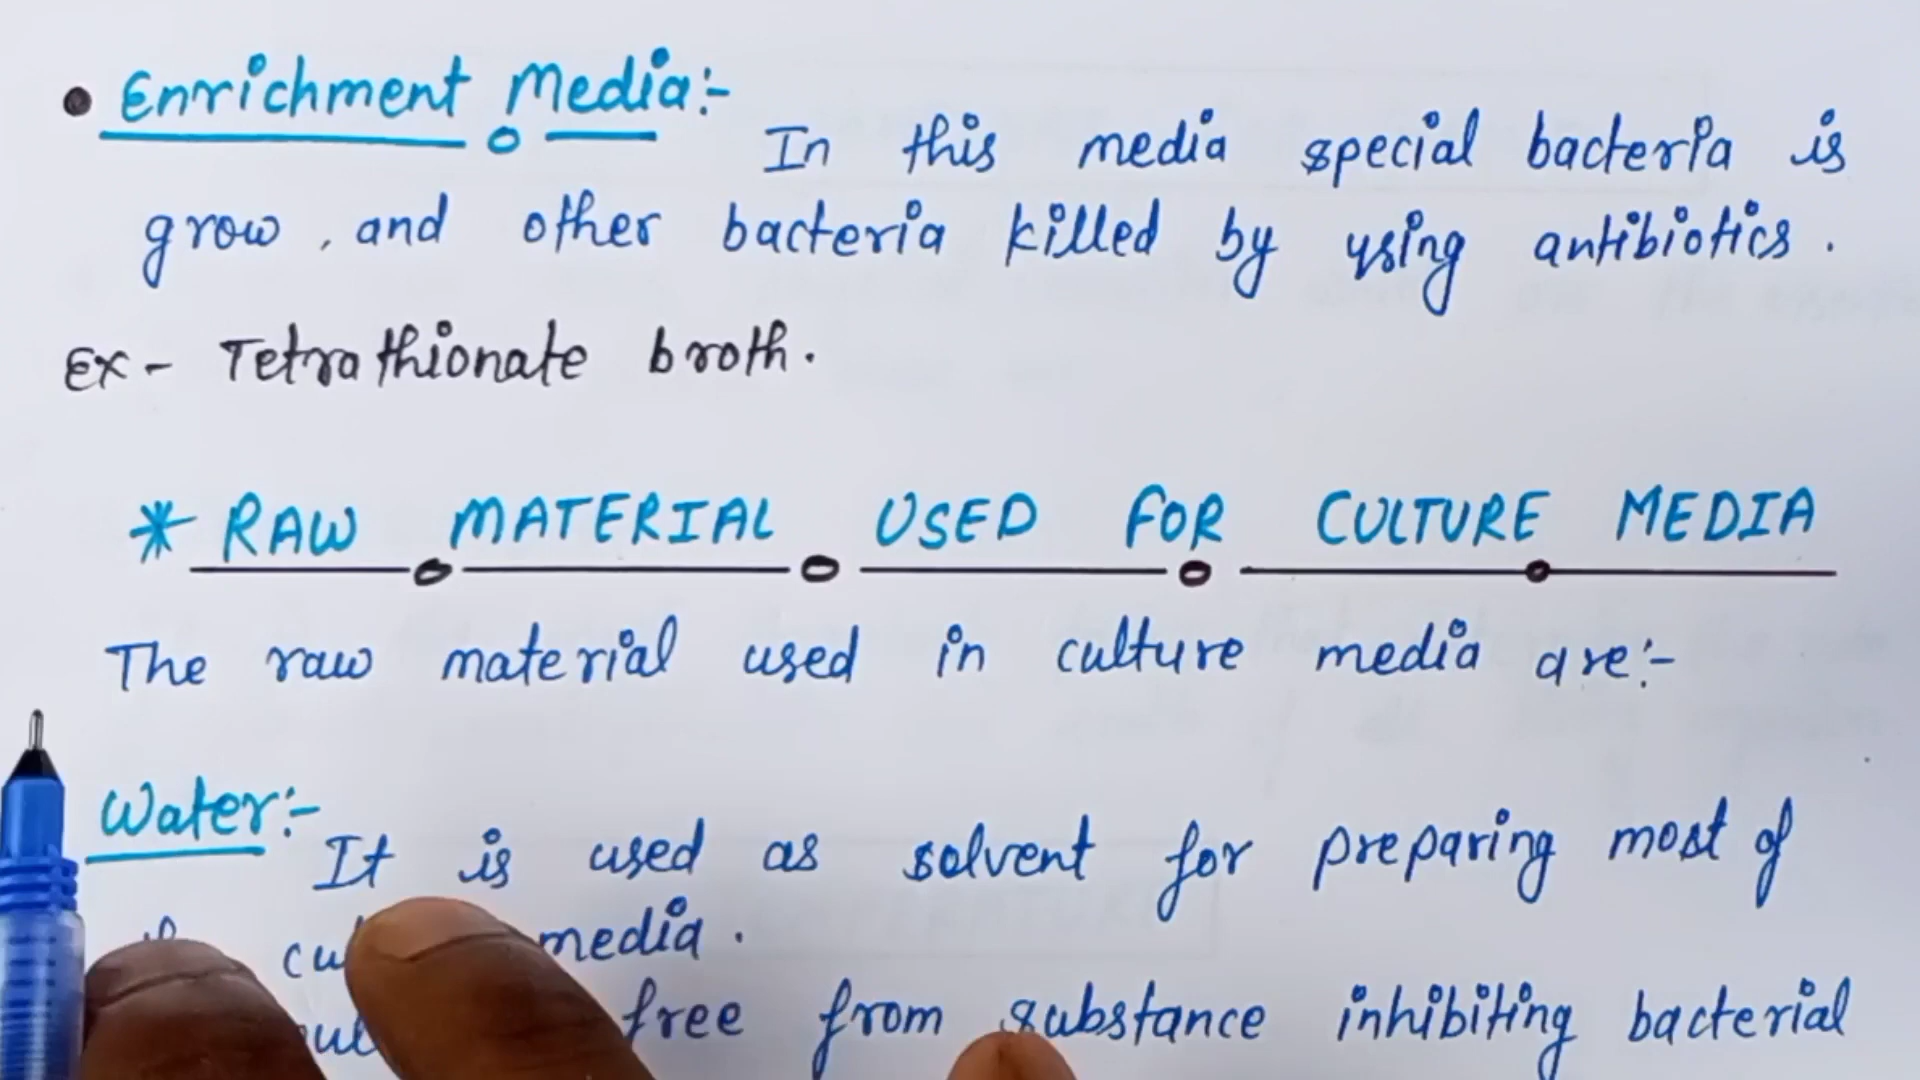 • Enrichment Media:-
In this media special bacteria is
grow, and other bacteria killed by using antibiotics.
Ex- Tetrathionate broth.
* RAW MATERIAL USED FOR CULTURE MEDIA
The raw material used in culture media are:-
Water:-
It is used as solvent for preparing most of
media.
free from substance inhibiting bacterial